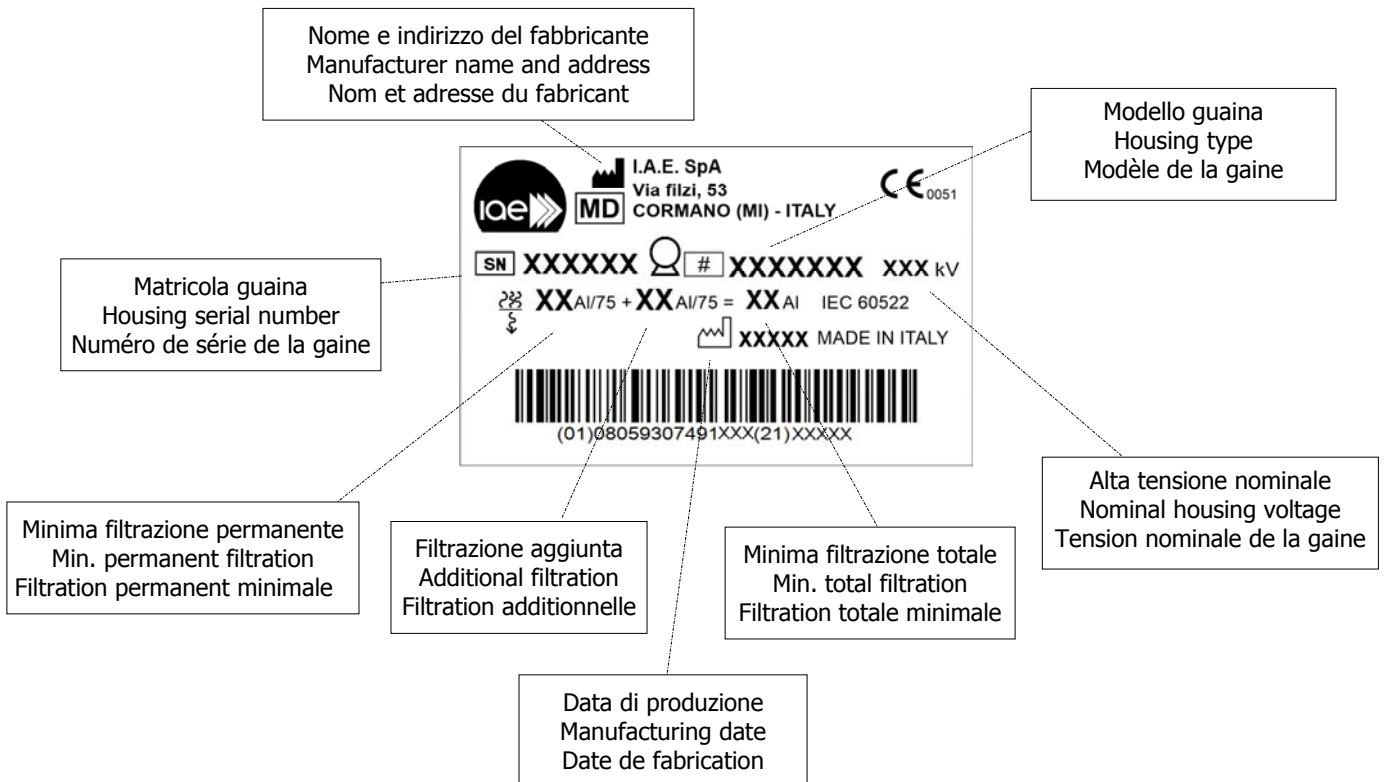 Nome e indirizzo del fabbricante
Manufacturer name and address
Nom et adresse du fabricant
Modello guaina
Housing type
Modèle de la gaine
iae
I.A.E. SpA
Via filzi, 53
MD CORMANO (MI) - ITALY
CE 0051
SN XXXXXX # XXXXXXX XXX kV
XX Al/75 + XX Al/75 = XX Al IEC 60522
XXXXX MADE IN ITALY
(01)08059307491XXX(21)XXXXX
Matricola guaina
Housing serial number
Numéro de série de la gaine
Alta tensione nominale
Nominal housing voltage
Tension nominale de la gaine
Minima filtrazione permanente
Min. permanent filtration
Filtration permanent minimale
Filtrazione aggiunta
Additional filtration
Filtration additionnelle
Minima filtrazione totale
Min. total filtration
Filtration totale minimale
Data di produzione
Manufacturing date
Date de fabrication